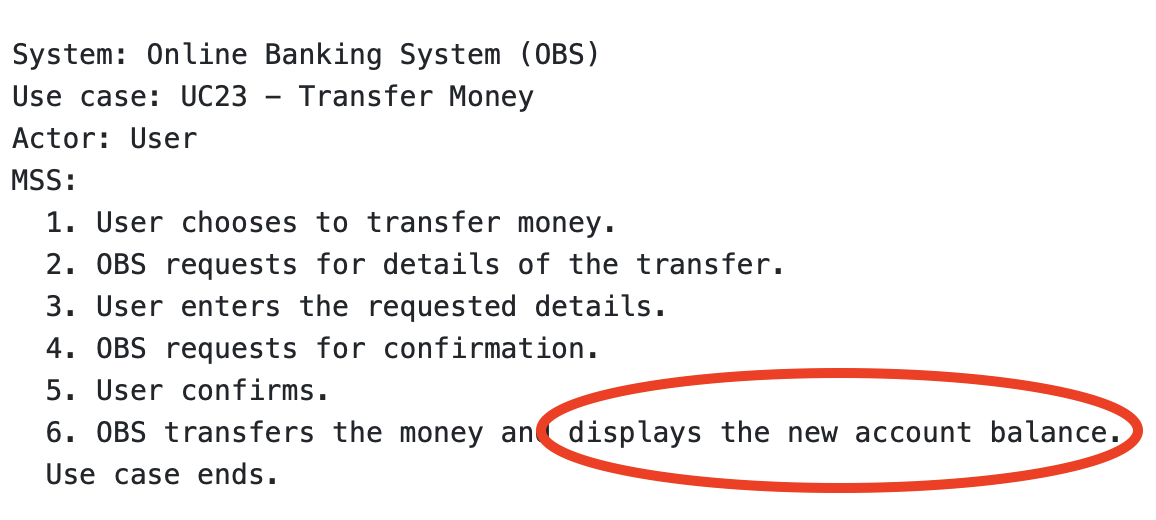 System: Online Banking System (OBS)
Use case: UC23 – Transfer Money
Actor: User
MSS:
1. User chooses to transfer money.
2. OBS requests for details of the transfer.
3. User enters the requested details.
4. OBS requests for confirmation.
5. User confirms.
6. OBS transfers the money and displays the new account balance.
Use case ends.